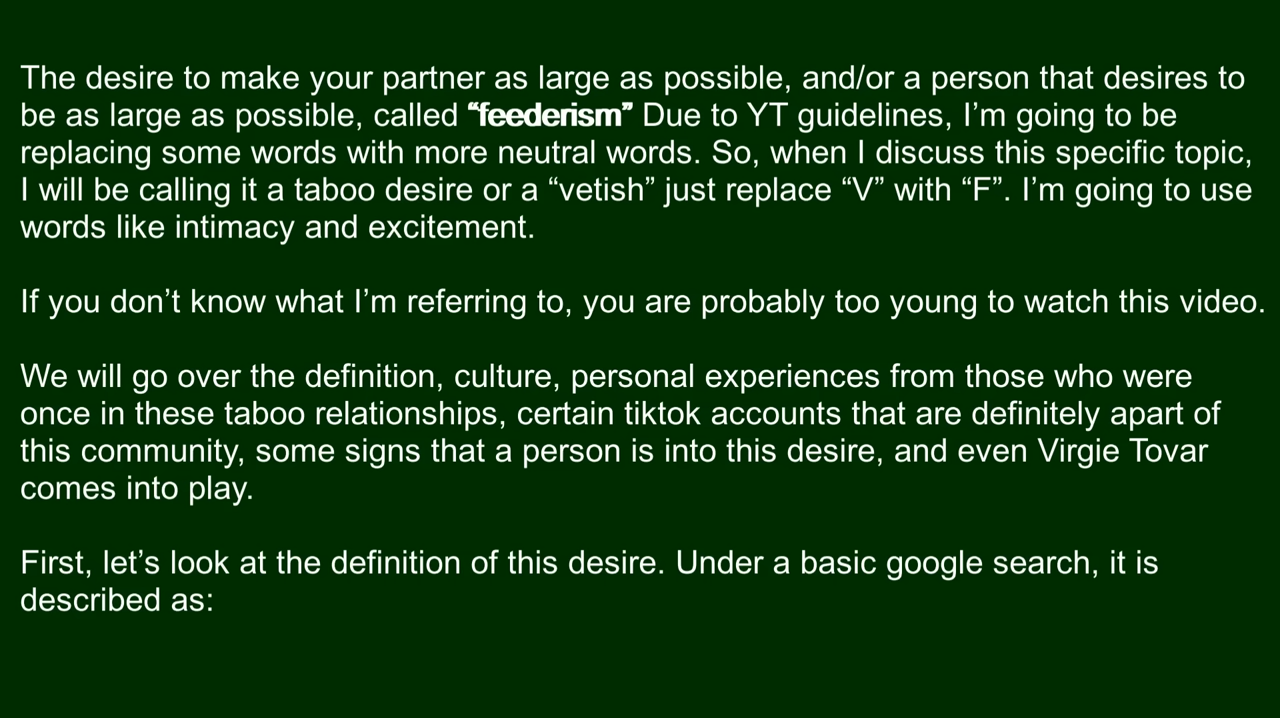 The desire to make your partner as large as possible, and/or a person that desires to
be as large as possible, called “feederism” Due to YT guidelines, I’m going to be
replacing some words with more neutral words. So, when I discuss this specific topic,
I will be calling it a taboo desire or a “vetish” just replace “V” with “F”. I’m going to use
words like intimacy and excitement.
If you don’t know what I’m referring to, you are probably too young to watch this video.
We will go over the definition, culture, personal experiences from those who were
once in these taboo relationships, certain tiktok accounts that are definitely apart of
this community, some signs that a person is into this desire, and even Virgie Tovar
comes into play.
First, let’s look at the definition of this desire. Under a basic google search, it is
described as: